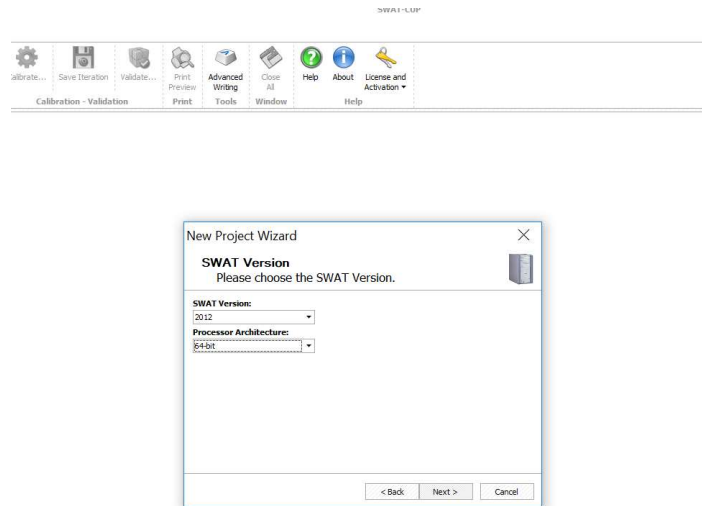 SWAT-CUP
alibrate... Save Iteration Validate... Print Preview Advanced Writing Close All Help About License and Activation
Calibration - Validation Print Tools Window Help
New Project Wizard
SWAT Version
Please choose the SWAT Version.
SWAT Version:
2012
Processor Architecture:
64-bit
< Back Next > Cancel